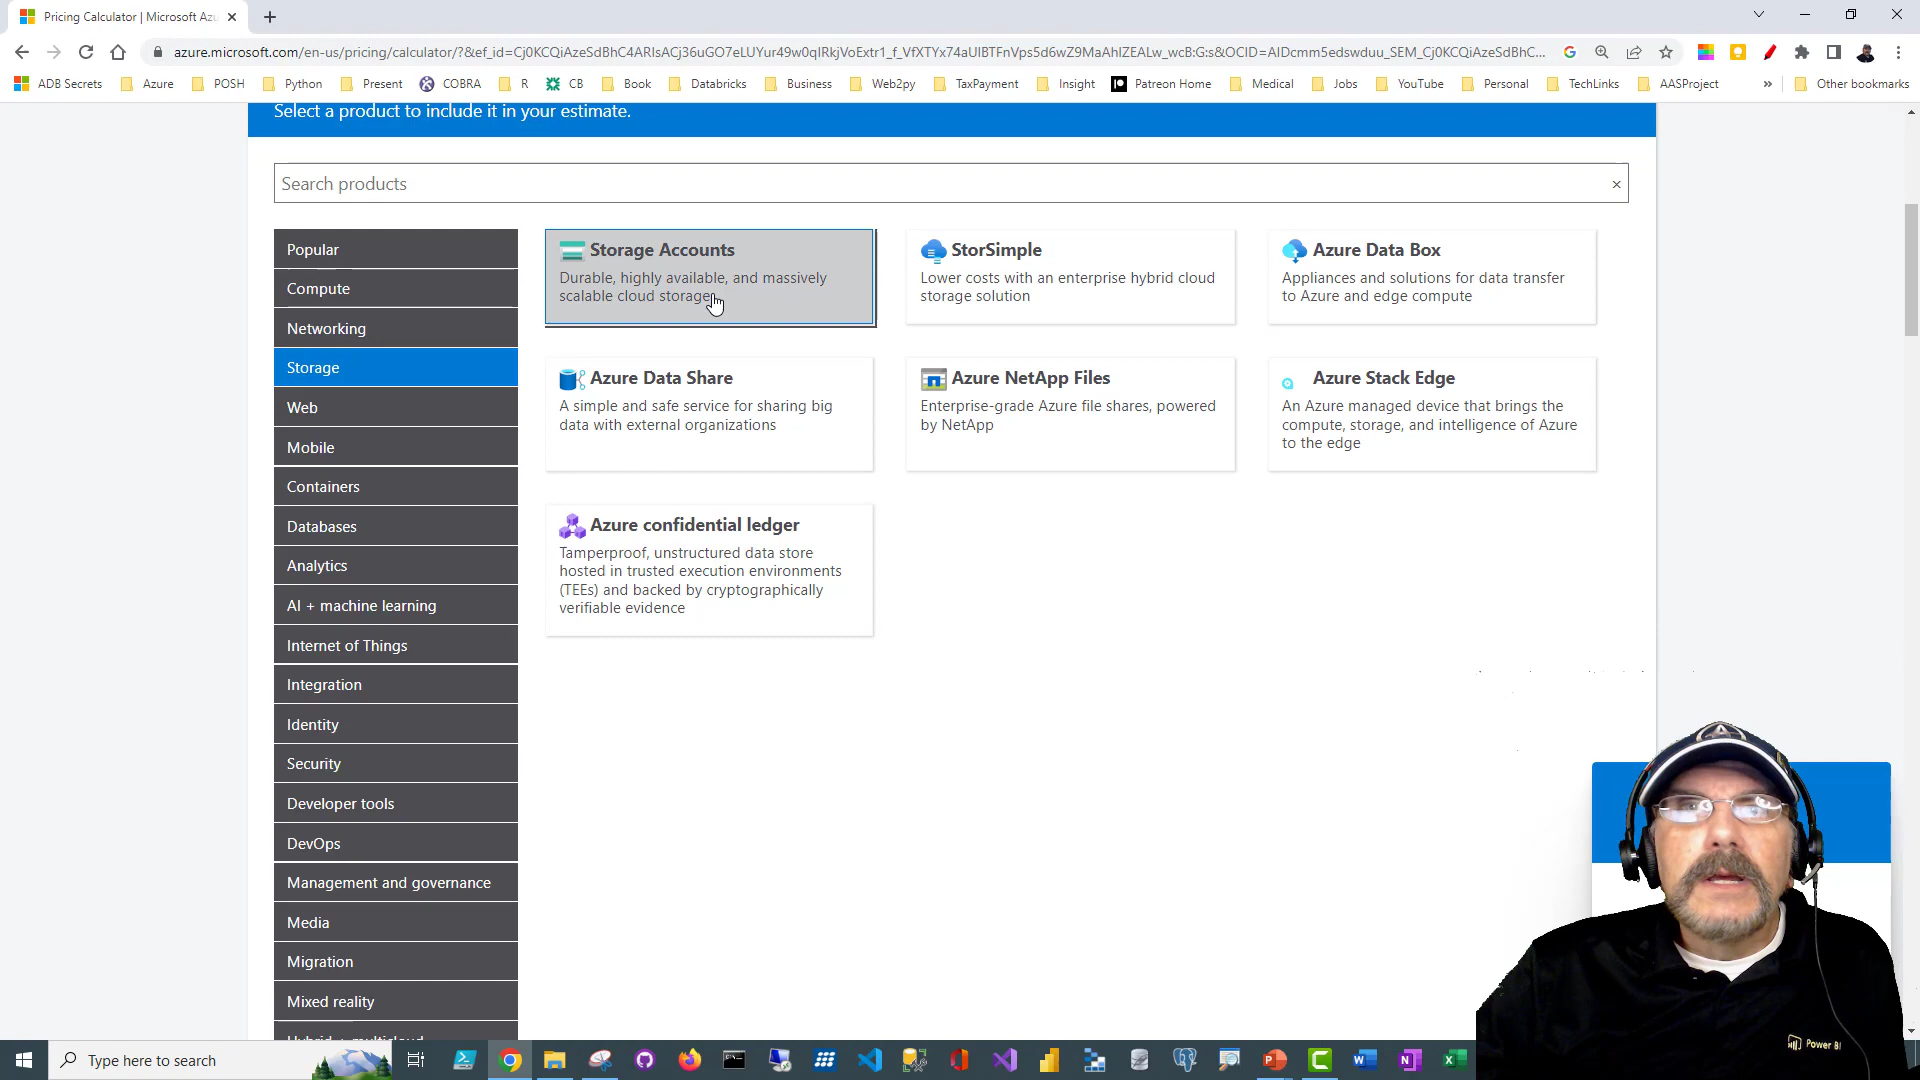 Pricing Calculator | Microsoft Azu
azure.microsoft.com/en-us/pricing/calculator/?&ef_id=Cj0KCQiAzeSdBhC4ARIsACj36uGO7eLUYur49w0qIRkjVoExtr1_f_VfXTYx74aUIBTFnVps5d6wZ9MaAhIZEALw_wcB:G:s&OCID=AIDcmm5edswduu_SEM_Cj0KCQiAzeSdBhC...
ADB Secrets Azure POSH Python Present COBRA R CB Book Databricks Business Web2py TaxPayment Insight Patreon Home Medical Jobs YouTube Personal TechLinks AASProject » Other bookmarks
Select a product to include it in your estimate.
Search products
Popular
Compute
Networking
Storage
Web
Mobile
Containers
Databases
Analytics
AI + machine learning
Internet of Things
Integration
Identity
Security
Developer tools
DevOps
Management and governance
Media
Migration
Mixed reality
Storage Accounts
Durable, highly available, and massively
scalable cloud storage
StorSimple
Lower costs with an enterprise hybrid cloud
storage solution
Azure Data Box
Appliances and solutions for data transfer
to Azure and edge compute
Azure Data Share
A simple and safe service for sharing big
data with external organizations
Azure NetApp Files
Enterprise-grade Azure file shares, powered
by NetApp
Azure Stack Edge
An Azure managed device that brings the
compute, storage, and intelligence of Azure
to the edge
Azure confidential ledger
Tamperproof, unstructured data store
hosted in trusted execution environments
(TEEs) and backed by cryptographically
verifiable evidence
Power BI
Type here to search